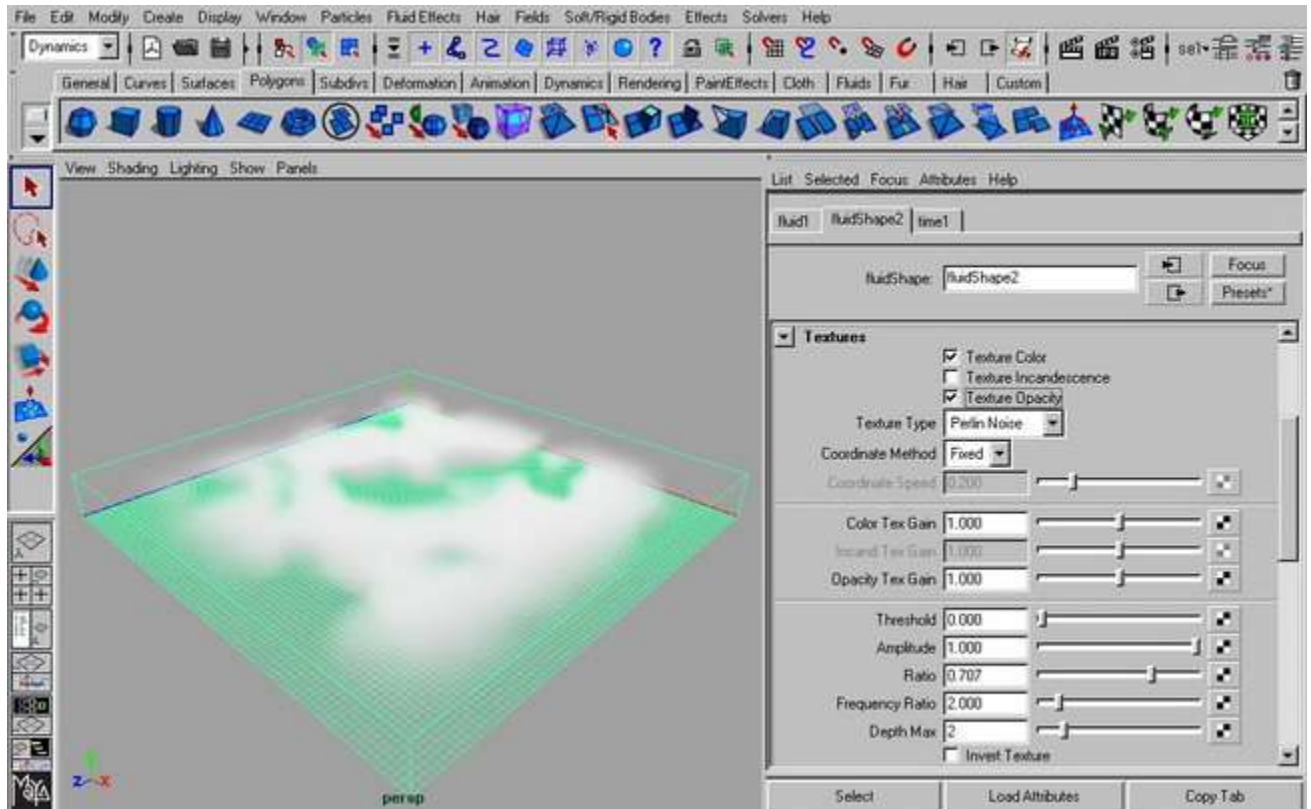 File Edit Modify Create Display Window Particles Fluid Effects Hair Fields Soft/Rigid Bodies Effects Solvers Help
Dynamics
sel
General Curves Surfaces Polygons Subdivs Deformation Animation Dynamics Rendering PaintEffects Cloth Fluids Fur Hair Custom
View Shading Lighting Show Panels
List Selected Focus Attributes Help
fluid1 fluidShape2 time1
fluidShape: fluidShape2
Focus
Presets*
Textures
Texture Color
Texture Incandescence
Texture Opacity
Texture Type Perlin Noise
Coordinate Method Fixed
Coordinate Speed 0.200
Color Tex Gain 1.000
Incand Tex Gain 1.000
Opacity Tex Gain 1.000
Threshold 0.000
Amplitude 1.000
Ratio 0.707
Frequency Ratio 2.000
Depth Max 2
Invert Texture
z x
persp
Select Load Attributes Copy Tab
MAYA